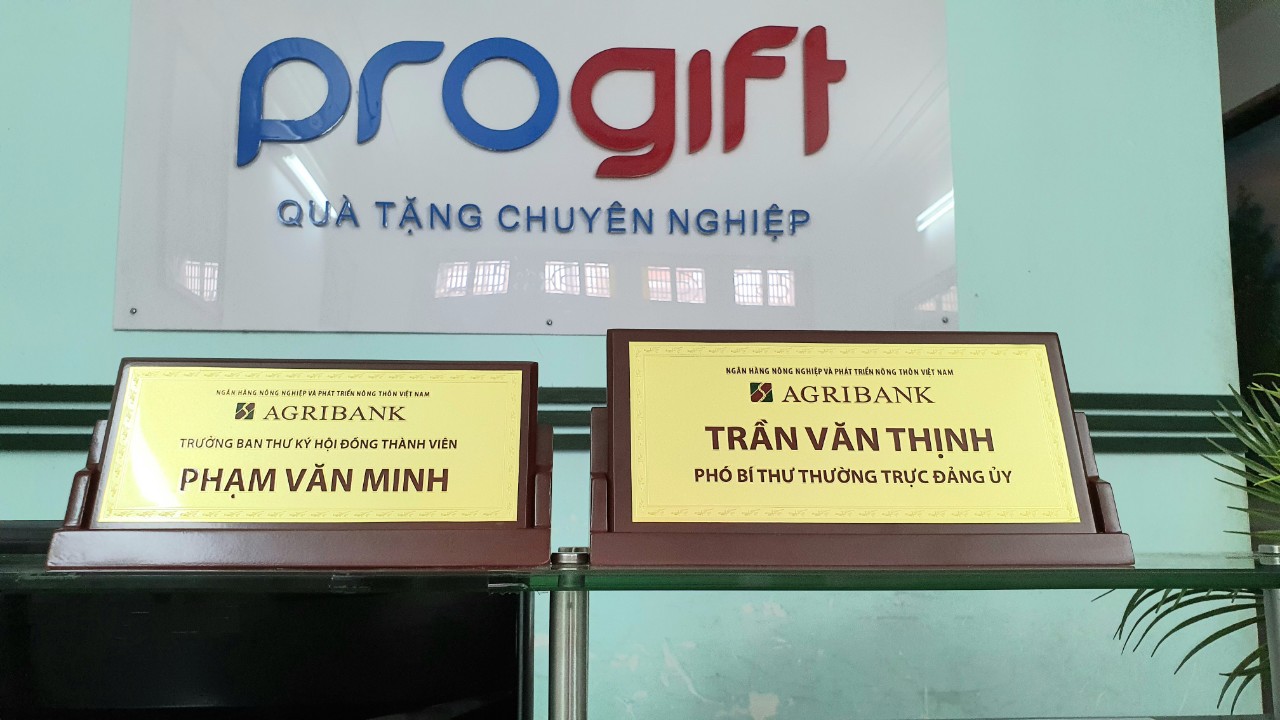 progift
QUÀ TẶNG CHUYÊN NGHIỆP
NGÂN HÀNG NÔNG NGHIỆP VÀ PHÁT TRIỂN NÔNG THÔN VIỆT NAM
AGRIBANK
TRƯỞNG BAN THƯ KÝ HỘI ĐỒNG THÀNH VIÊN
PHẠM VĂN MINH
NGÂN HÀNG NÔNG NGHIỆP VÀ PHÁT TRIỂN NÔNG THÔN VIỆT NAM
AGRIBANK
TRẦN VĂN THỊNH
PHÓ BÍ THƯ THƯỜNG TRỰC ĐẢNG ỦY